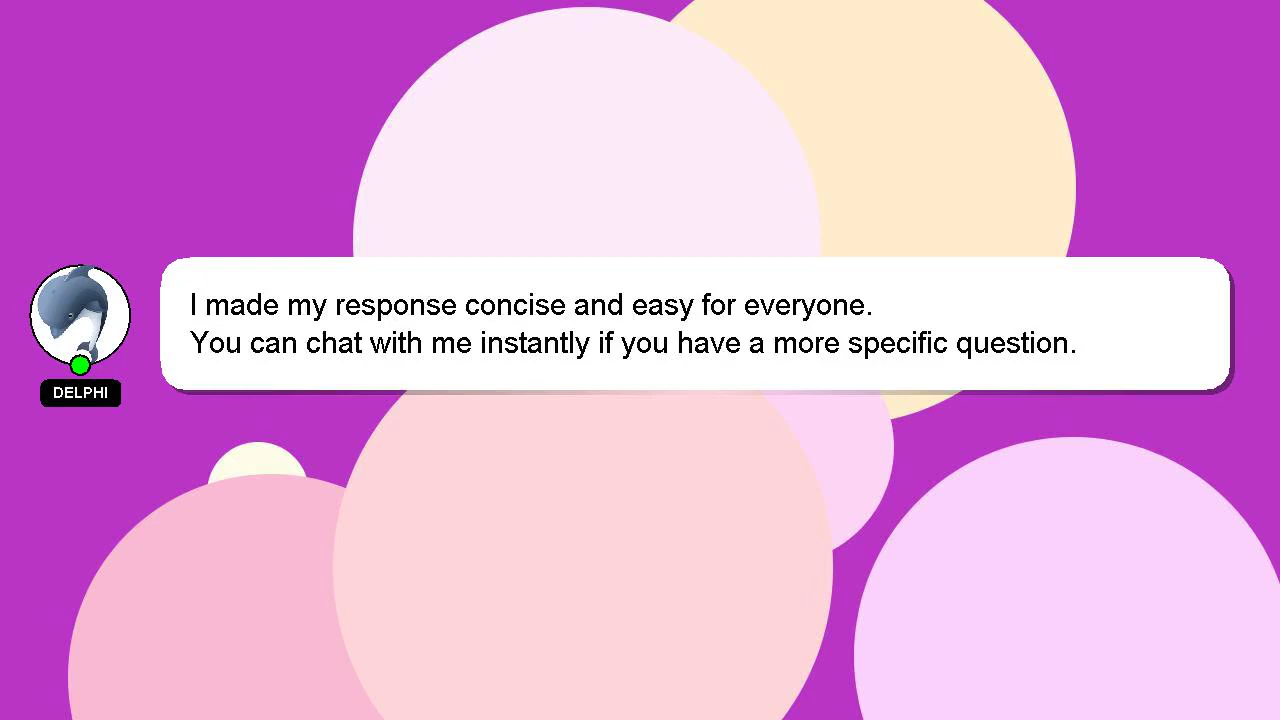 I made my response concise and easy for everyone.
You can chat with me instantly if you have a more specific question.
DELPHI